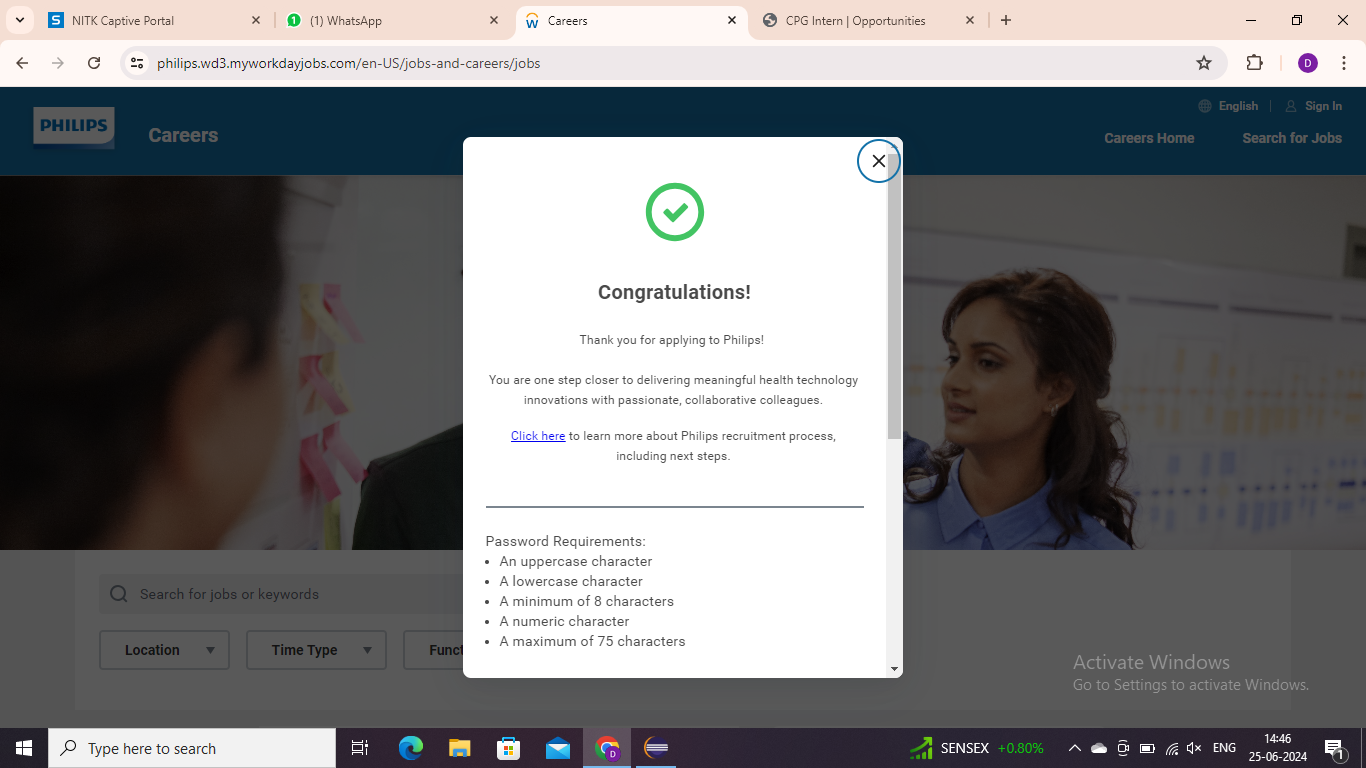 NITK Captive Portal
(1) WhatsApp
Careers
CPG Intern | Opportunities
philips.wd3.myworkdayjobs.com/en-US/jobs-and-careers/jobs
D
English
Sign In
PHILIPS
Careers
Careers Home
Search for Jobs
Congratulations!
Thank you for applying to Philips!
You are one step closer to delivering meaningful health technology
innovations with passionate, collaborative colleagues.
Click here to learn more about Philips recruitment process,
including next steps.
Password Requirements:
• An uppercase character
• A lowercase character
• A minimum of 8 characters
• A numeric character
• A maximum of 75 characters
Search for jobs or keywords
Location
Time Type
Funct
Activate Windows
Go to Settings to activate Windows.
Type here to search
D
SENSEX +0.80%
ENG
14:46
25-06-2024
1